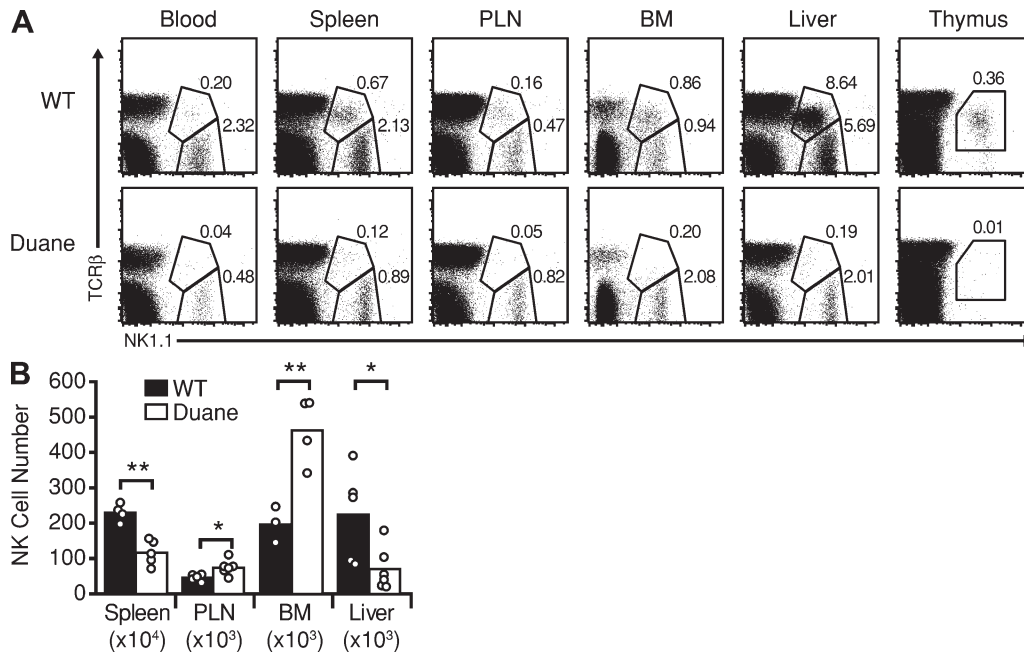 A
Blood Spleen PLN BM Liver Thymus
WT
0.20 2.32
0.67 2.13
0.16 0.47
0.86 0.94
8.64 5.69
0.36
Duane
0.04 0.48
0.12 0.89
0.05 0.82
0.20 2.08
0.19 2.01
0.01
TCRβ
NK1.1
B
600
500
400
300
200
100
0
NK Cell Number
WT
Duane
** * ** *
Spleen PLN BM Liver
(x10⁴) (x10³) (x10³) (x10³)